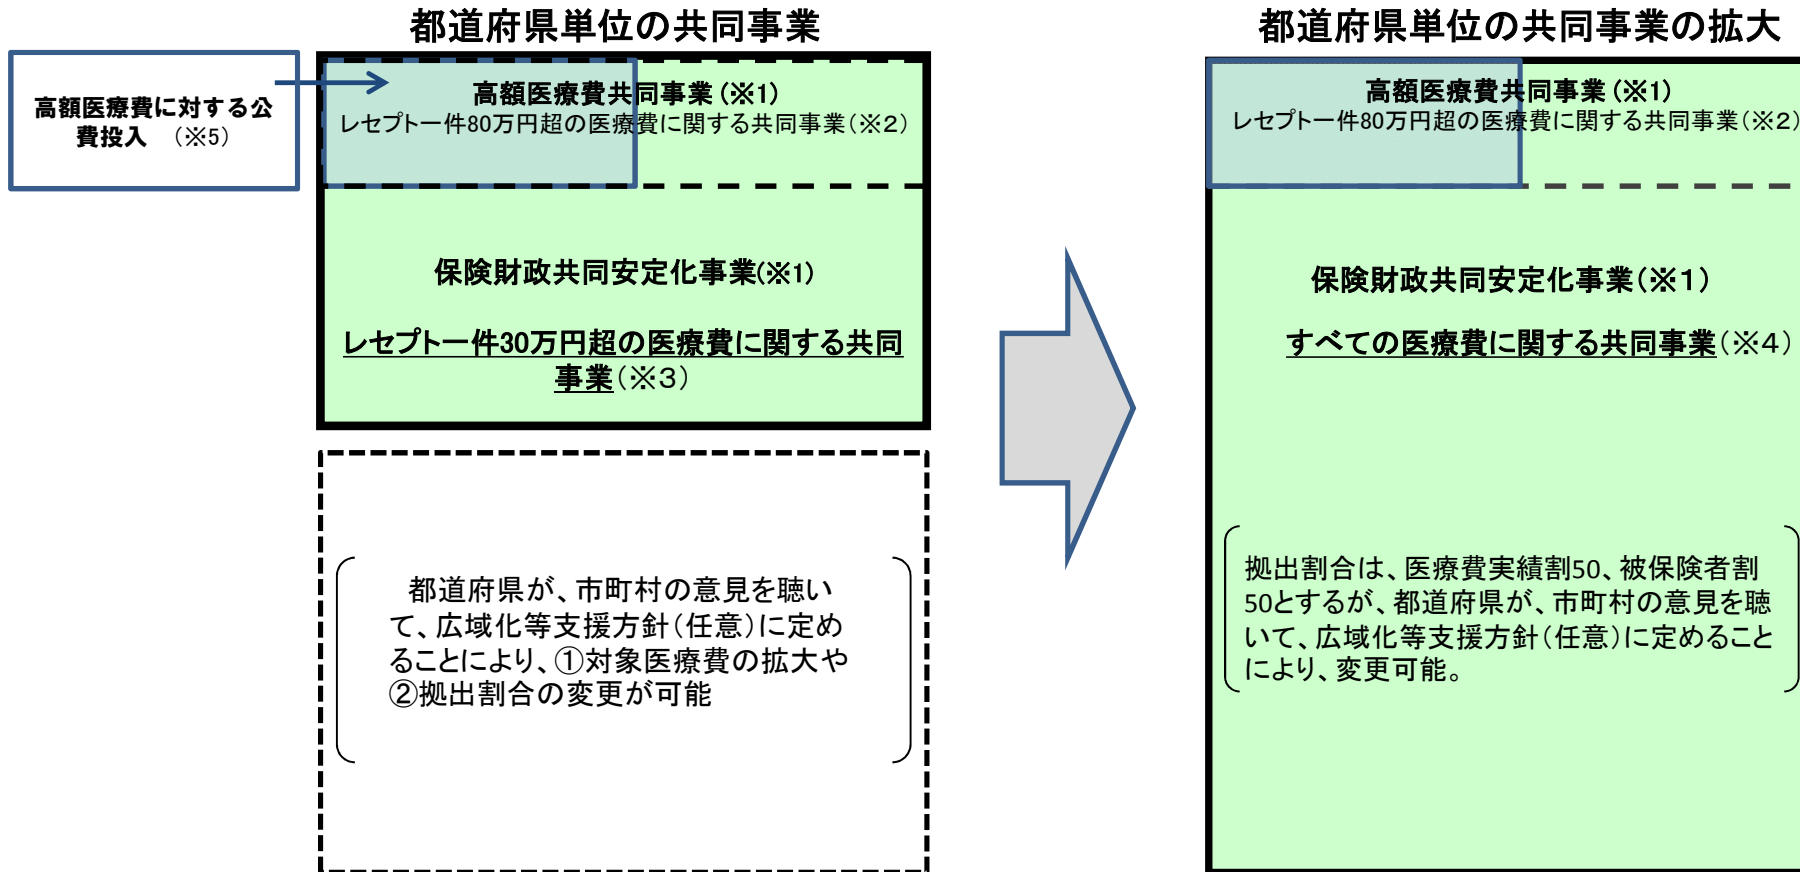 都道府県単位の共同事業
高額医療費に対する公
費投入　（※5）
高額医療費共同事業（※1）
レセプト一件80万円超の医療費に関する共同事業（※2）
保険財政共同安定化事業（※1）
レセプト一件30万円超の医療費に関する共同
事業（※3）
都道府県が、市町村の意見を聴い
て、広域化等支援方針（任意）に定め
ることにより、①対象医療費の拡大や
②拠出割合の変更が可能
都道府県単位の共同事業の拡大
高額医療費共同事業（※1）
レセプト一件80万円超の医療費に関する共同事業（※2）
保険財政共同安定化事業（※1）
すべての医療費に関する共同事業（※4）
拠出割合は、医療費実績割50、被保険者割
50とするが、都道府県が、市町村の意見を聴
いて、広域化等支援方針（任意）に定めること
により、変更可能。